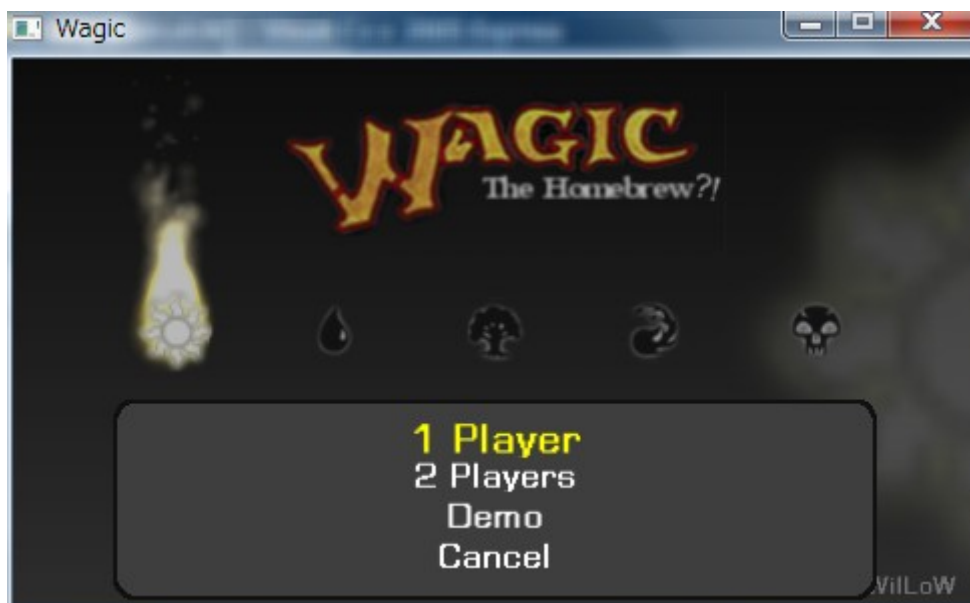 Wagic
WAGIC
The Homebrew?!
1 Player
2 Players
Demo
Cancel
WilLoW